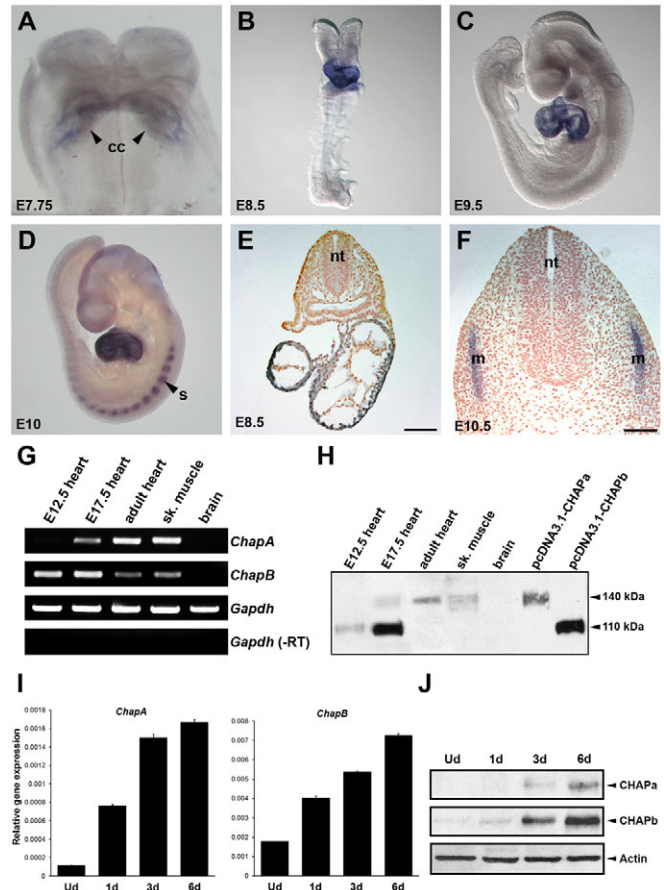 A
cc
E7.75
B
E8.5
C
E9.5
D
s
E10
E
nt
E8.5
F
nt
m
m
E10.5
G
E12.5 heart
E17.5 heart
adult heart
sk. muscle
brain
ChapA
ChapB
Gapdh
Gapdh (-RT)
H
E12.5 heart
E17.5 heart
adult heart
sk. muscle
brain
pcDNA3.1-CHAPa
pcDNA3.1-CHAPb
140 kDa
110 kDa
I
ChapA
Relative gene expression
0.0018
0.0016
0.0014
0.0012
0.001
0.0008
0.0006
0.0004
0.0002
0
Ud 1d 3d 6d
ChapB
0.008
0.007
0.006
0.005
0.004
0.003
0.002
0.001
0
Ud 1d 3d 6d
J
Ud 1d 3d 6d
CHAPa
CHAPb
Actin